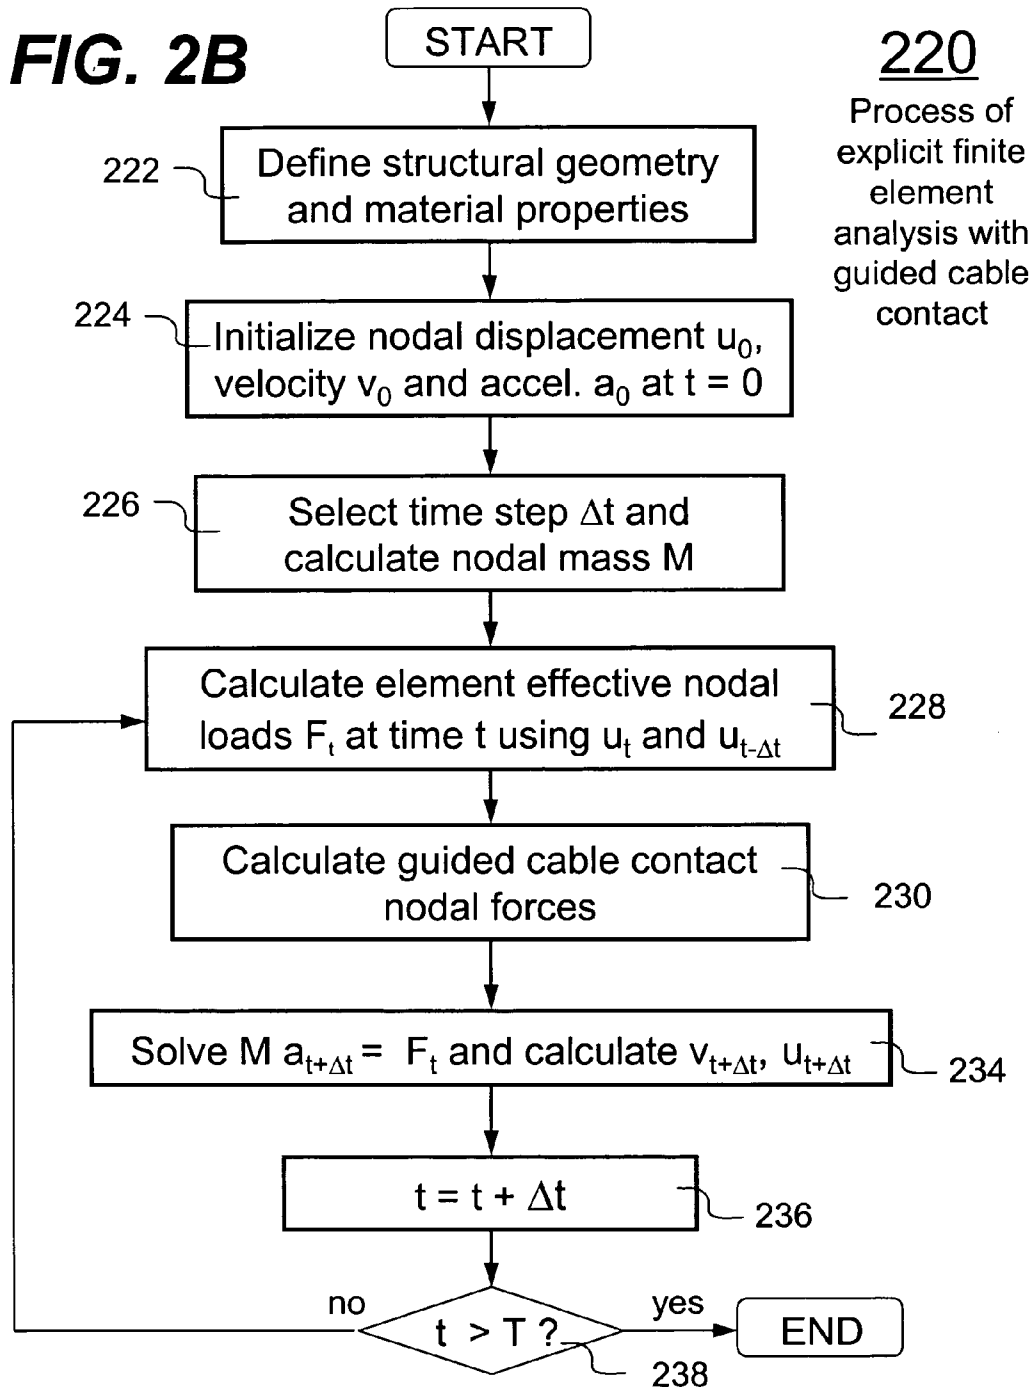 FIG. 2B
START
220
Process of
explicit finite
element
analysis with
guided cable
contact
222
Define structural geometry
and material properties
224
Initialize nodal displacement u₀,
velocity v₀ and accel. a₀ at t = 0
226
Select time step Δt and
calculate nodal mass M
Calculate element effective nodal
loads Fₜ at time t using uₜ and u_{t-Δt}
228
Calculate guided cable contact
nodal forces
230
Solve M a_{t+Δt} = Fₜ and calculate v_{t+Δt}, u_{t+Δt}
234
t = t + Δt
236
no
t > T ?
yes
END
238